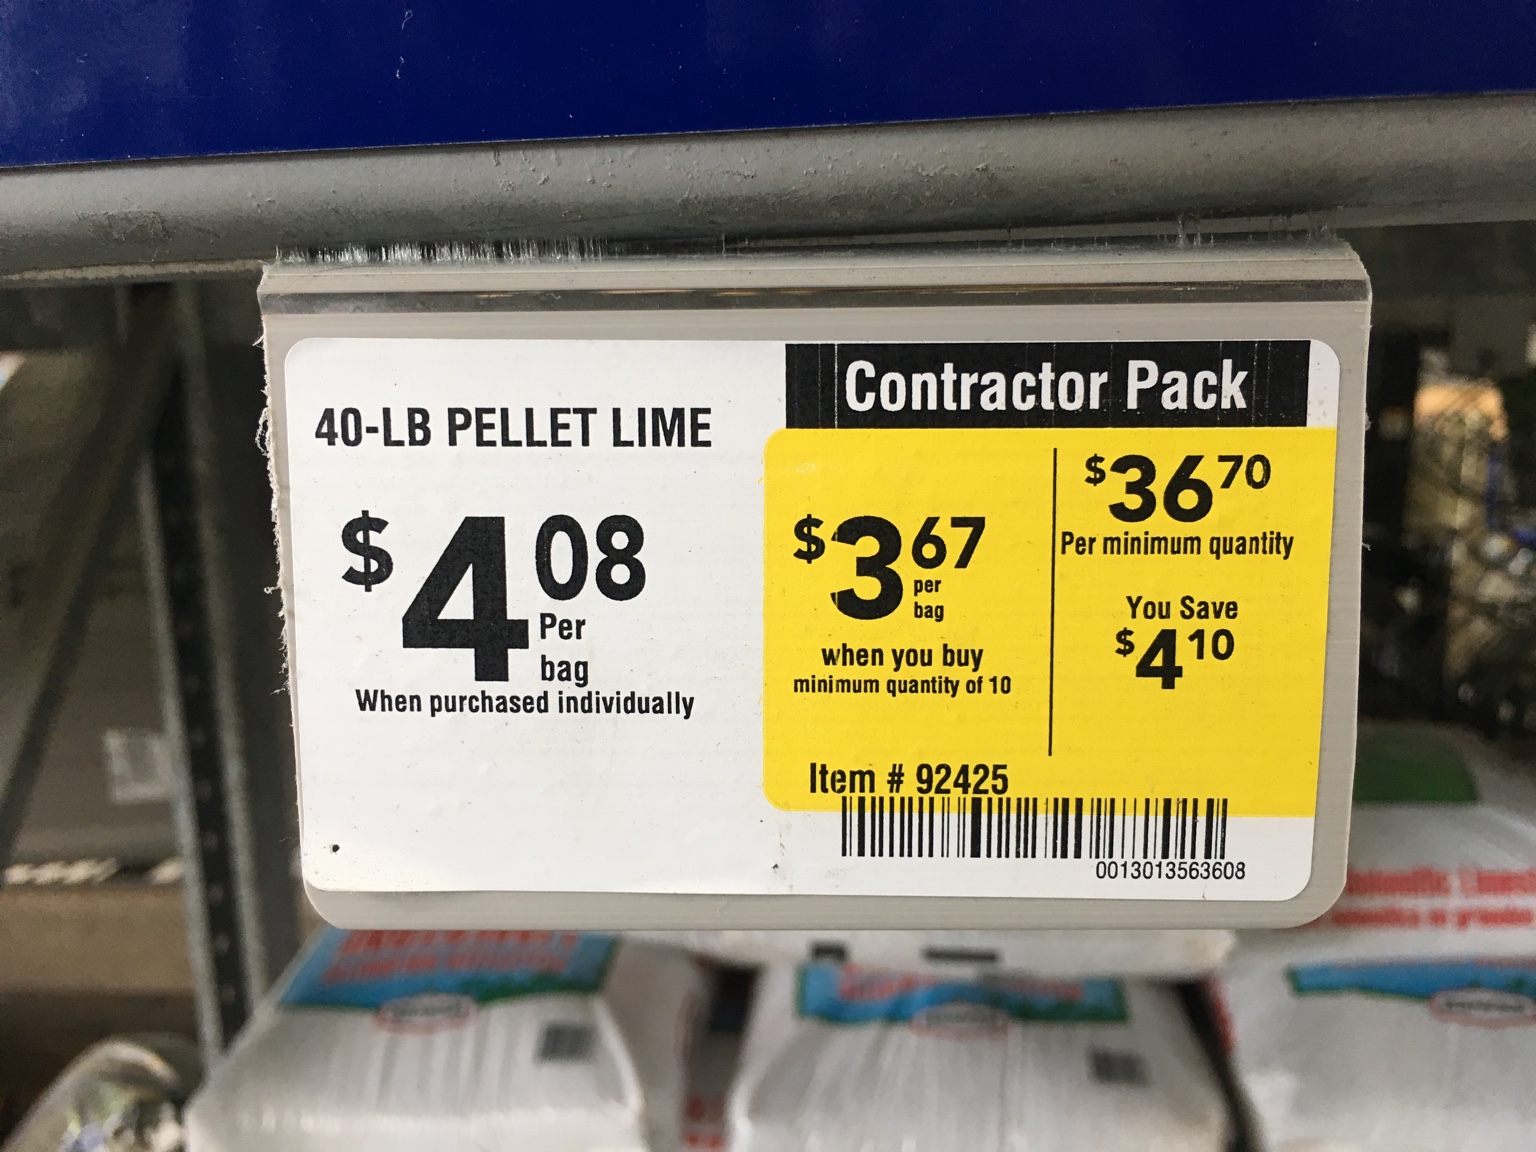 40-LB PELLET LIME
$4 08
Per
bag
When purchased individually
Contractor Pack
$3 67
per
bag
when you buy
minimum quantity of 10
$36 70
Per minimum quantity
You Save
$4 10
Item # 92425
0013013563608